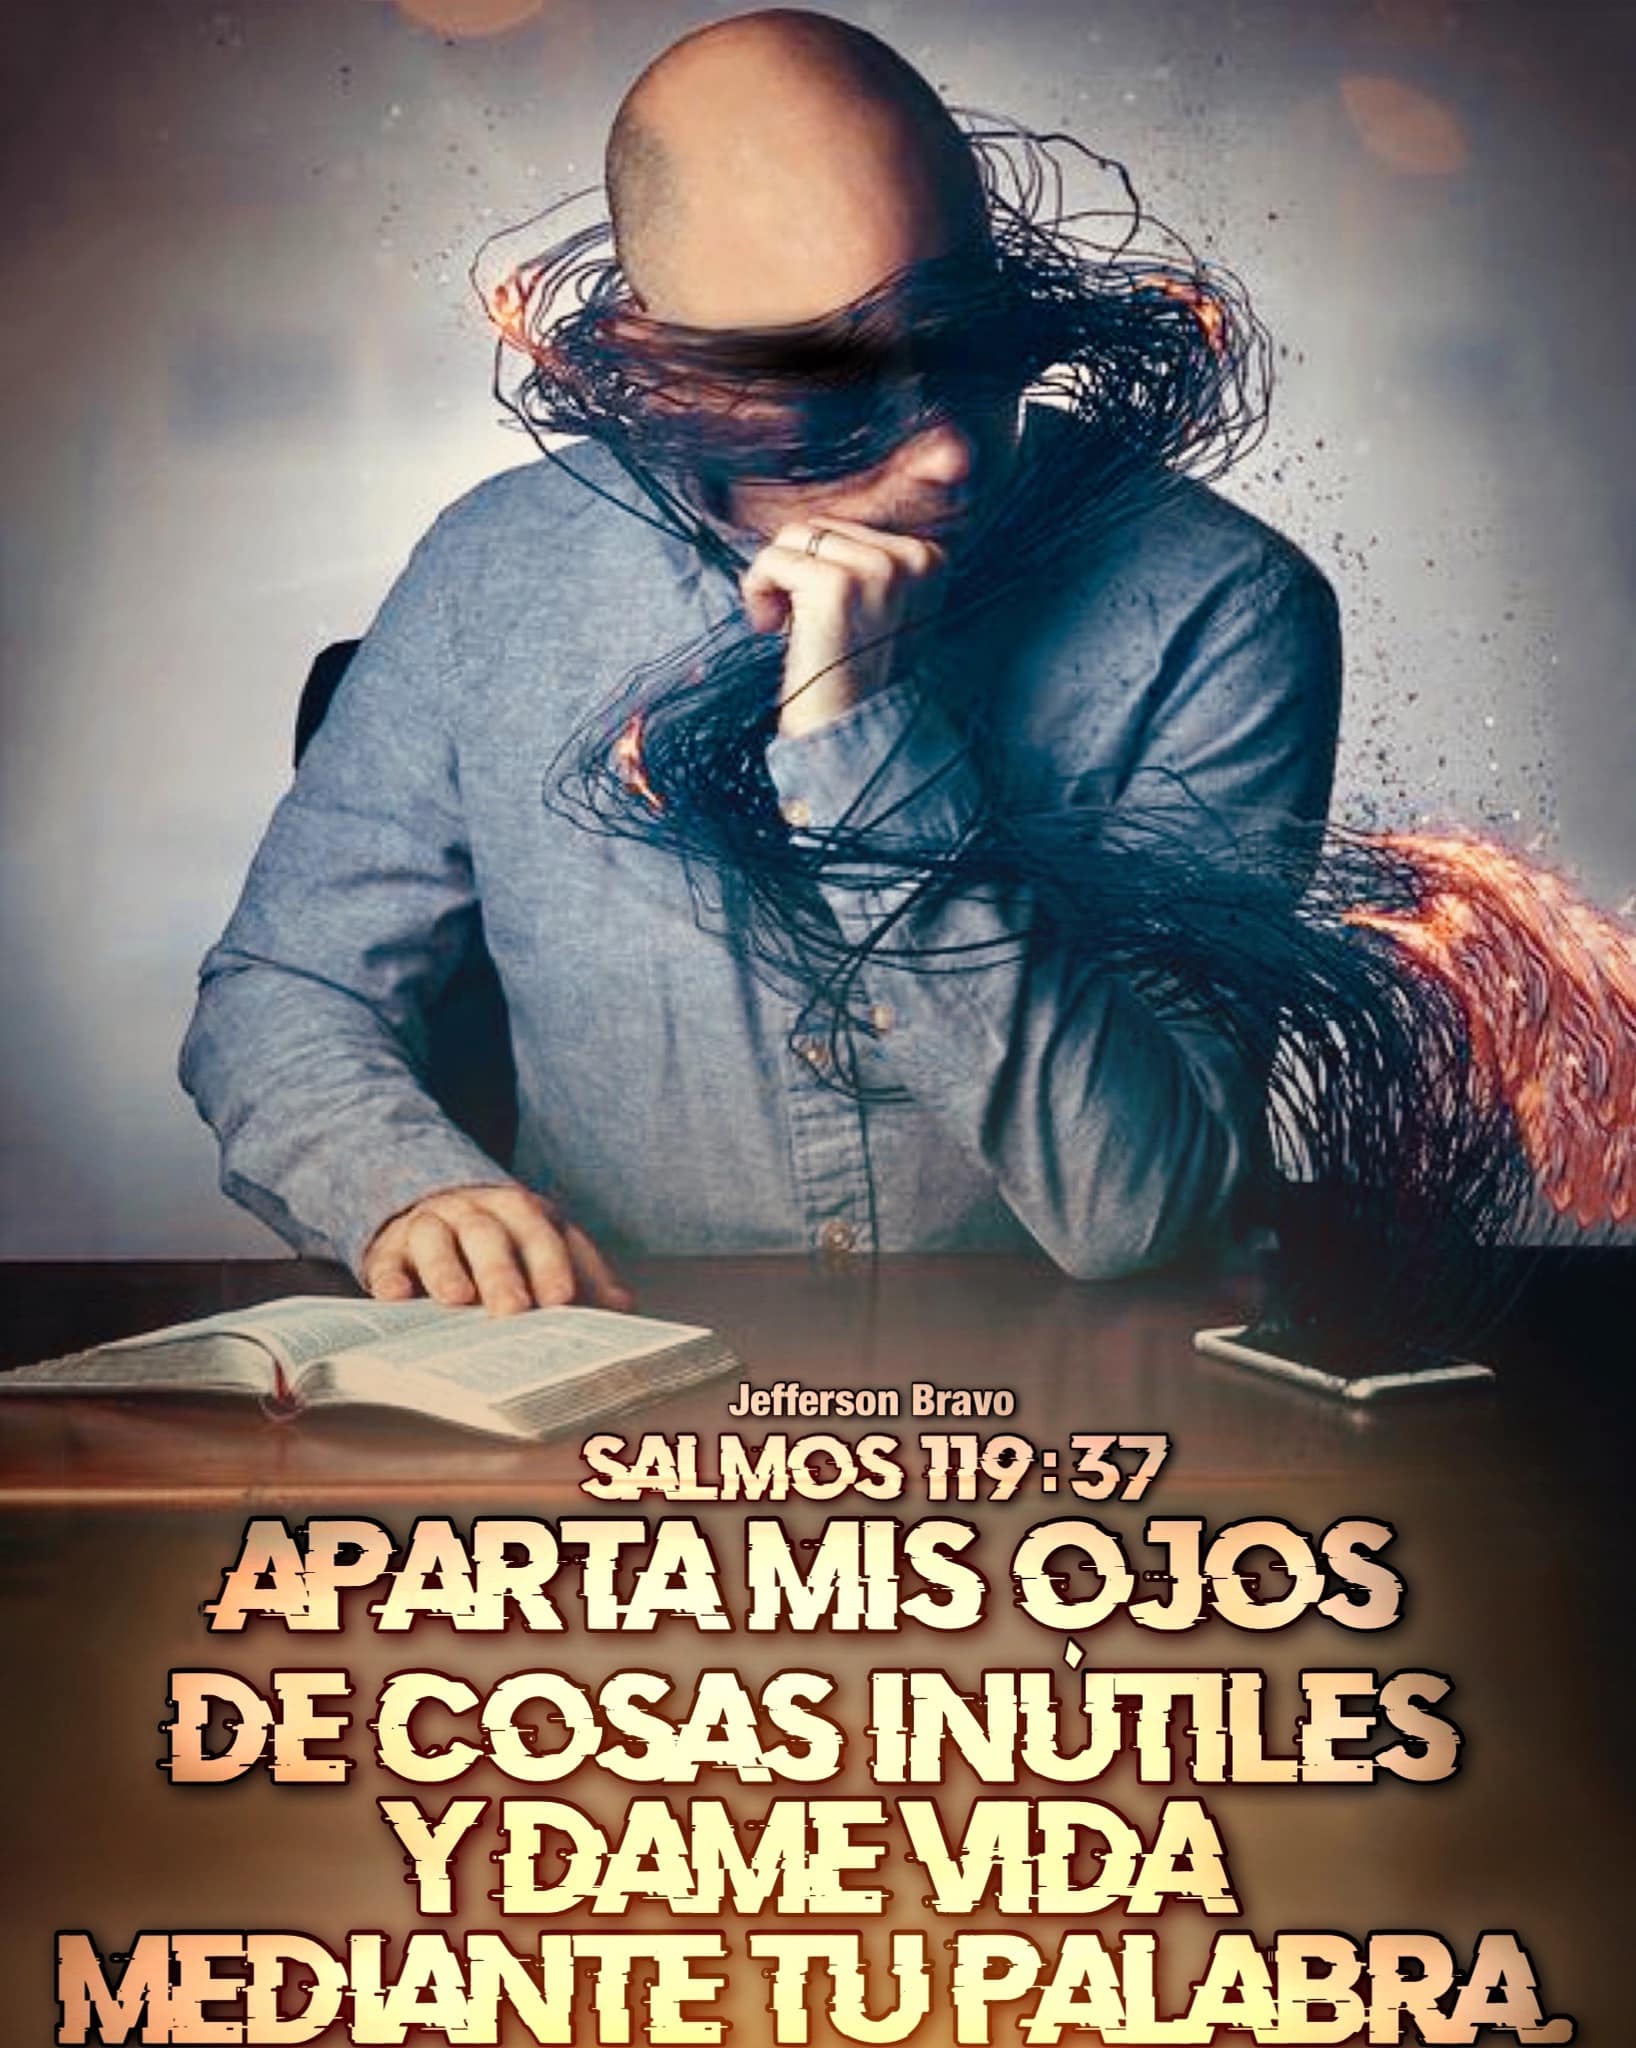 Jefferson Bravo
SALMOS 119:37
APARTA MIS OJOS
DE COSAS INÚTILES
Y DAME VIDA
MEDIANTE TU PALABRA.